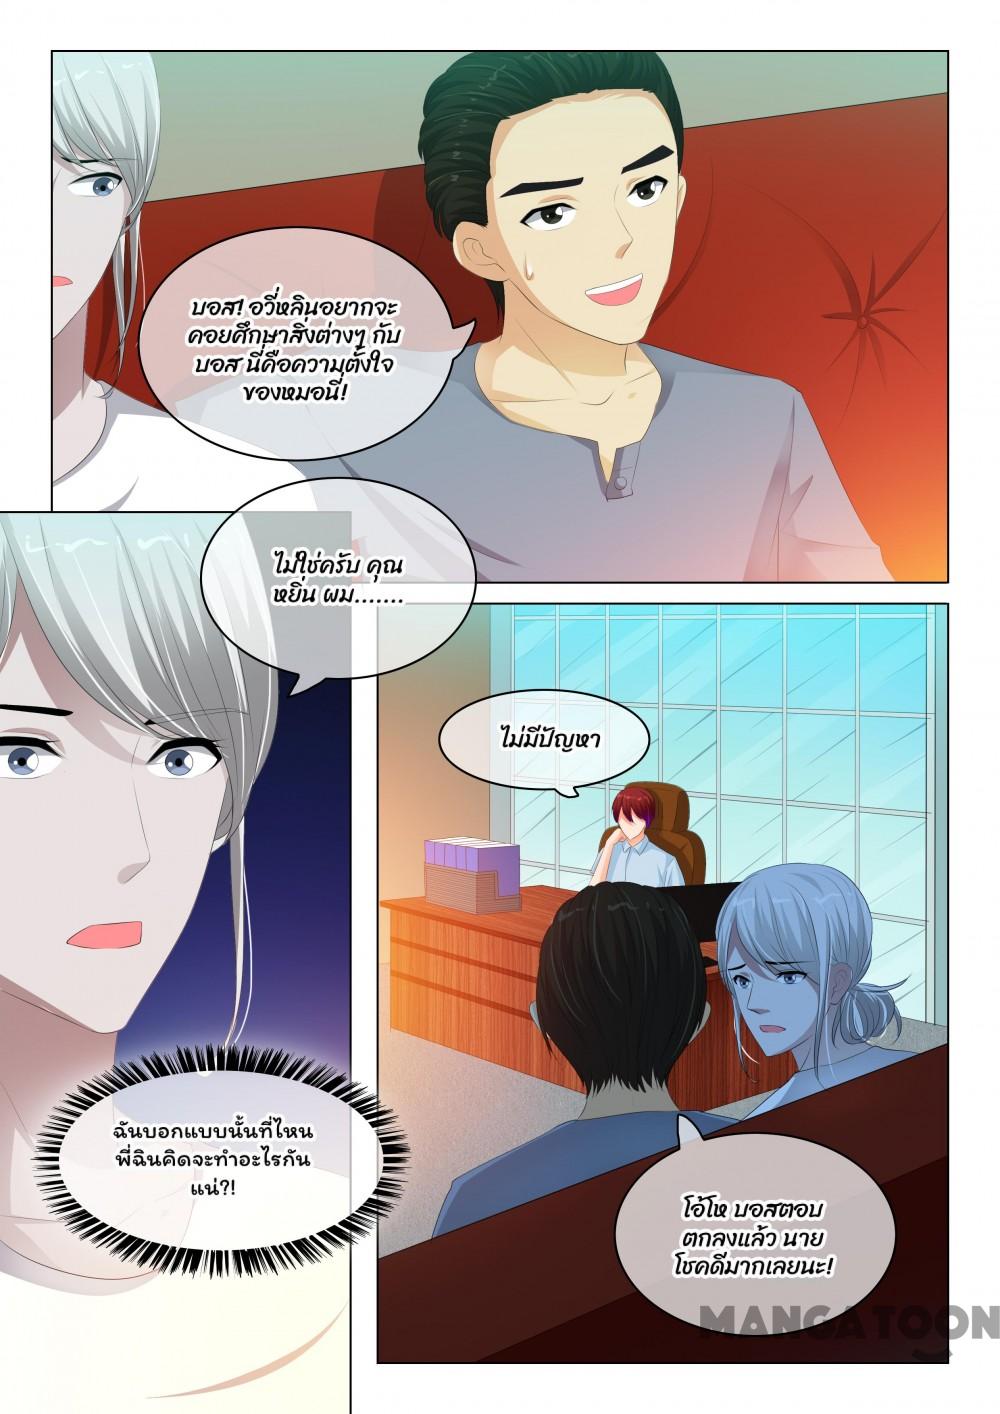 บอส! อวี่หลินอยากจะ
คอยศึกษาสิ่งต่างๆ กับ
บอส นี่คือความตั้งใจ
ของหมอนี่!
ไม่ใช่ครับ คุณ
หยิ่น ผม.......
ไม่มีปัญหา
ฉันบอกแบบนั้นที่ไหน
พี่ฉินคิดจะทำอะไรกัน
แน่?!
โอ้โห บอสตอบ
ตกลงแล้ว นาย
โชคดีมากเลยนะ!
MANGATOON